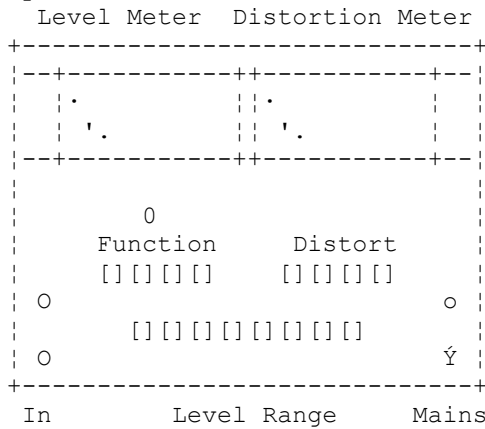 Level Meter Distortion Meter
+-------------------------------+
¦--+-----------++-----------+--¦
¦ ¦. ¦¦. ¦ ¦
¦ ¦ '. ¦¦ '. ¦ ¦
¦--+-----------++-----------+--¦
¦ ¦
¦ 0 ¦
¦ Function Distort ¦
¦ [][][][] [][][][] ¦
¦ O o ¦
¦ [][][][][][][][] ¦
¦ O Ý ¦
+-------------------------------+
In Level Range Mains